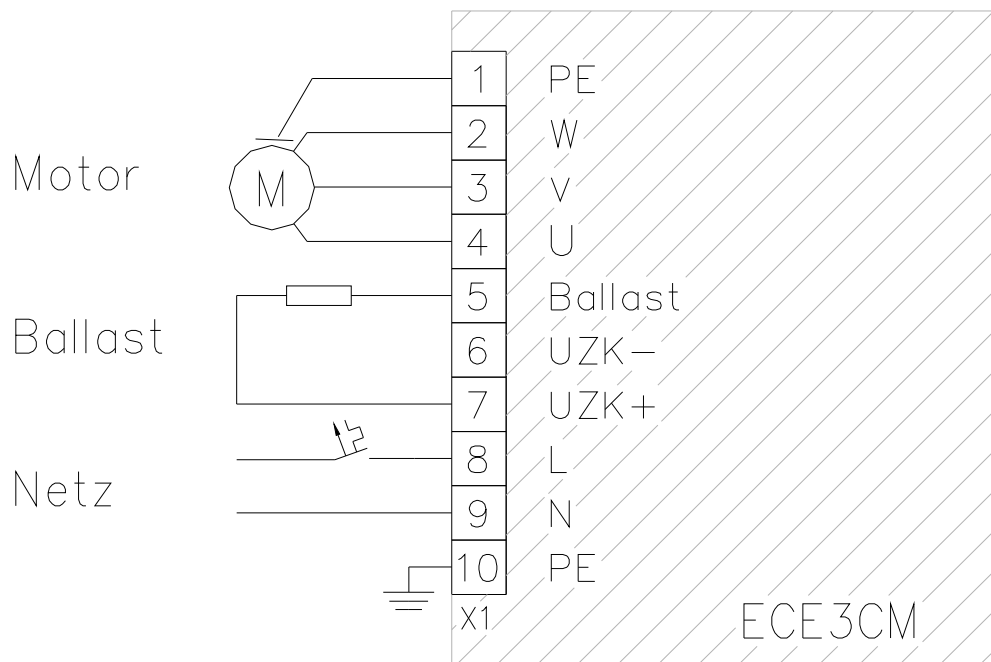 1 PE
2 W
Motor M 3 V
4 U
5 Ballast
Ballast 6 UZK-
7 UZK+
8 L
Netz
9 N
10 PE
X1 ECE3CM